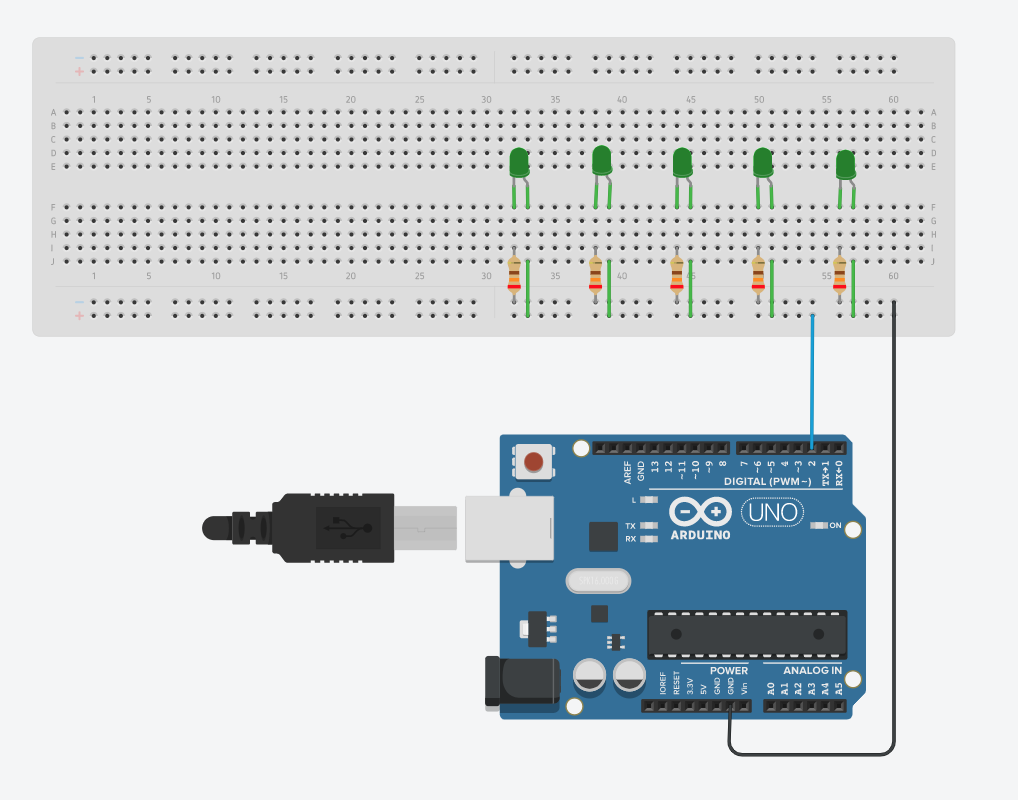 − −
+ +
1 5 10 15 20 25 30 35 40 45 50 55 60
A A
B B
C C
D D
E E
F F
G G
H H
I I
J J
1 5 10 15 20 25 30 35 40 45 55 60
− −
+ +
AREF GND 13 12 ~11 ~10 ~9 8 7 ~6 ~5 4 ~3 2 TX→1 RX←0
DIGITAL (PWM~)
L
TX
RX
UNO
ON
ARDUINO
POWER ANALOG IN
IOREF RESET 3.3V 5V GND GND Vin A0 A1 A2 A3 A4 A5